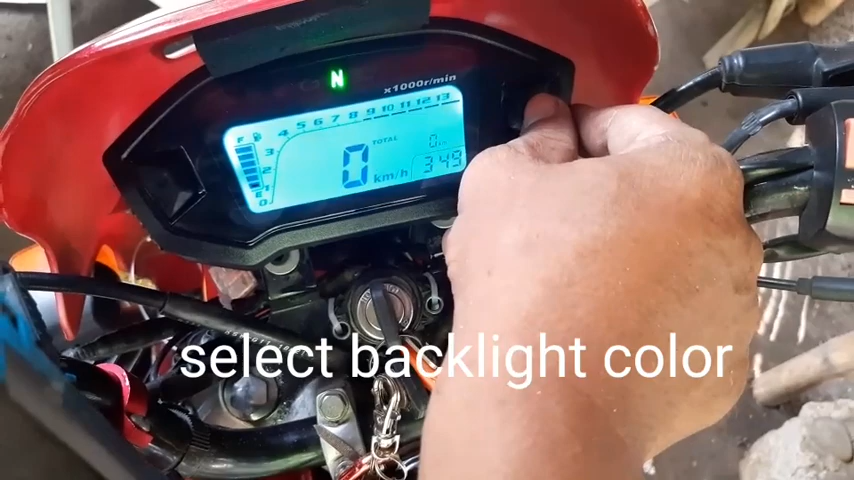 N
x1000r/min
4 5 6 7 8 9 10 11 12 13
F
3
TOTAL
0
2
0 km/h
349
1
E
0
select backlight color